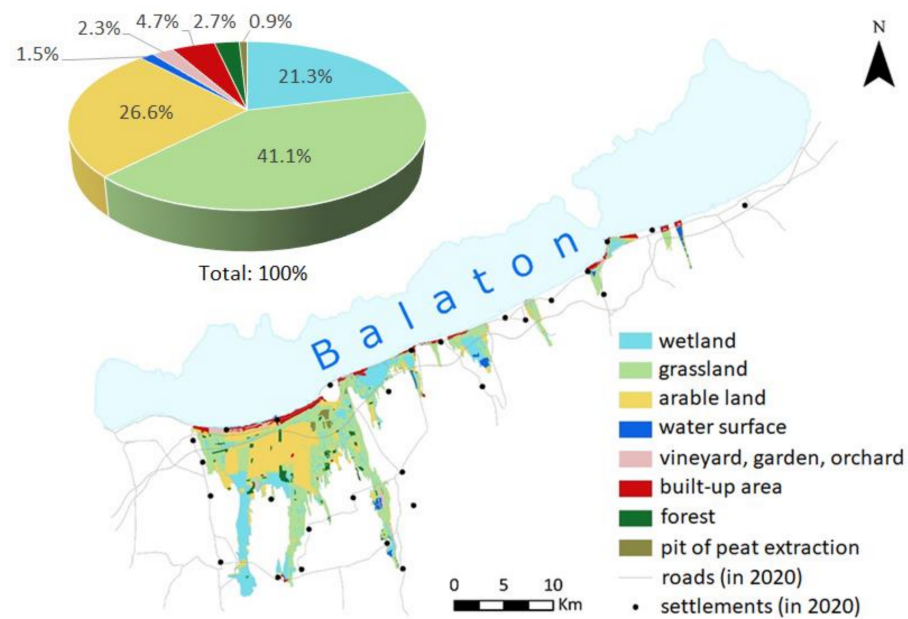 4.7%
2.7%
0.9%
2.3%
1.5%
21.3%
26.6%
41.1%
Total: 100%
N
Balaton
wetland
grassland
arable land
water surface
vineyard, garden, orchard
built-up area
forest
pit of peat extraction
roads (in 2020)
settlements (in 2020)
0 5 10
Km